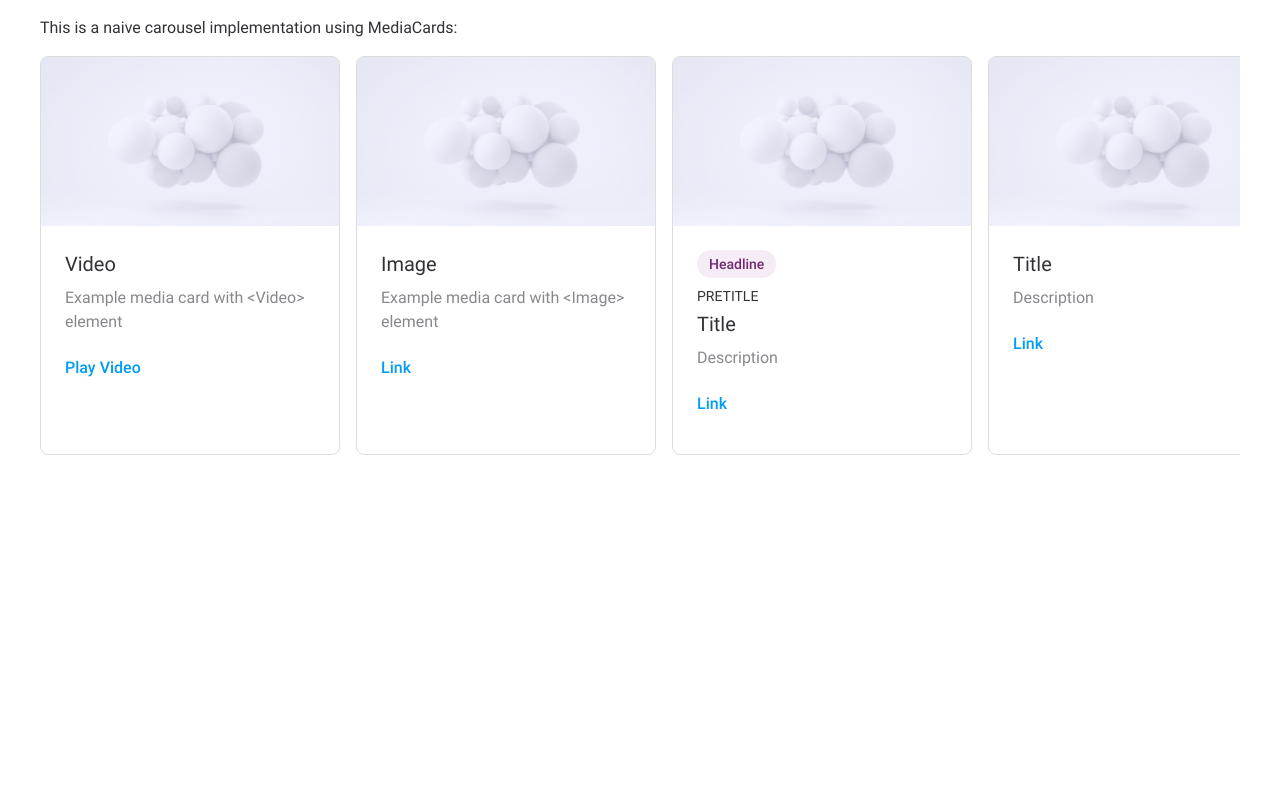 This is a naive carousel implementation using MediaCards:
Video
Example media card with <Video>
element
Play Video
Image
Example media card with <Image>
element
Link
Headline
PRETITLE
Title
Description
Link
Title
Description
Link